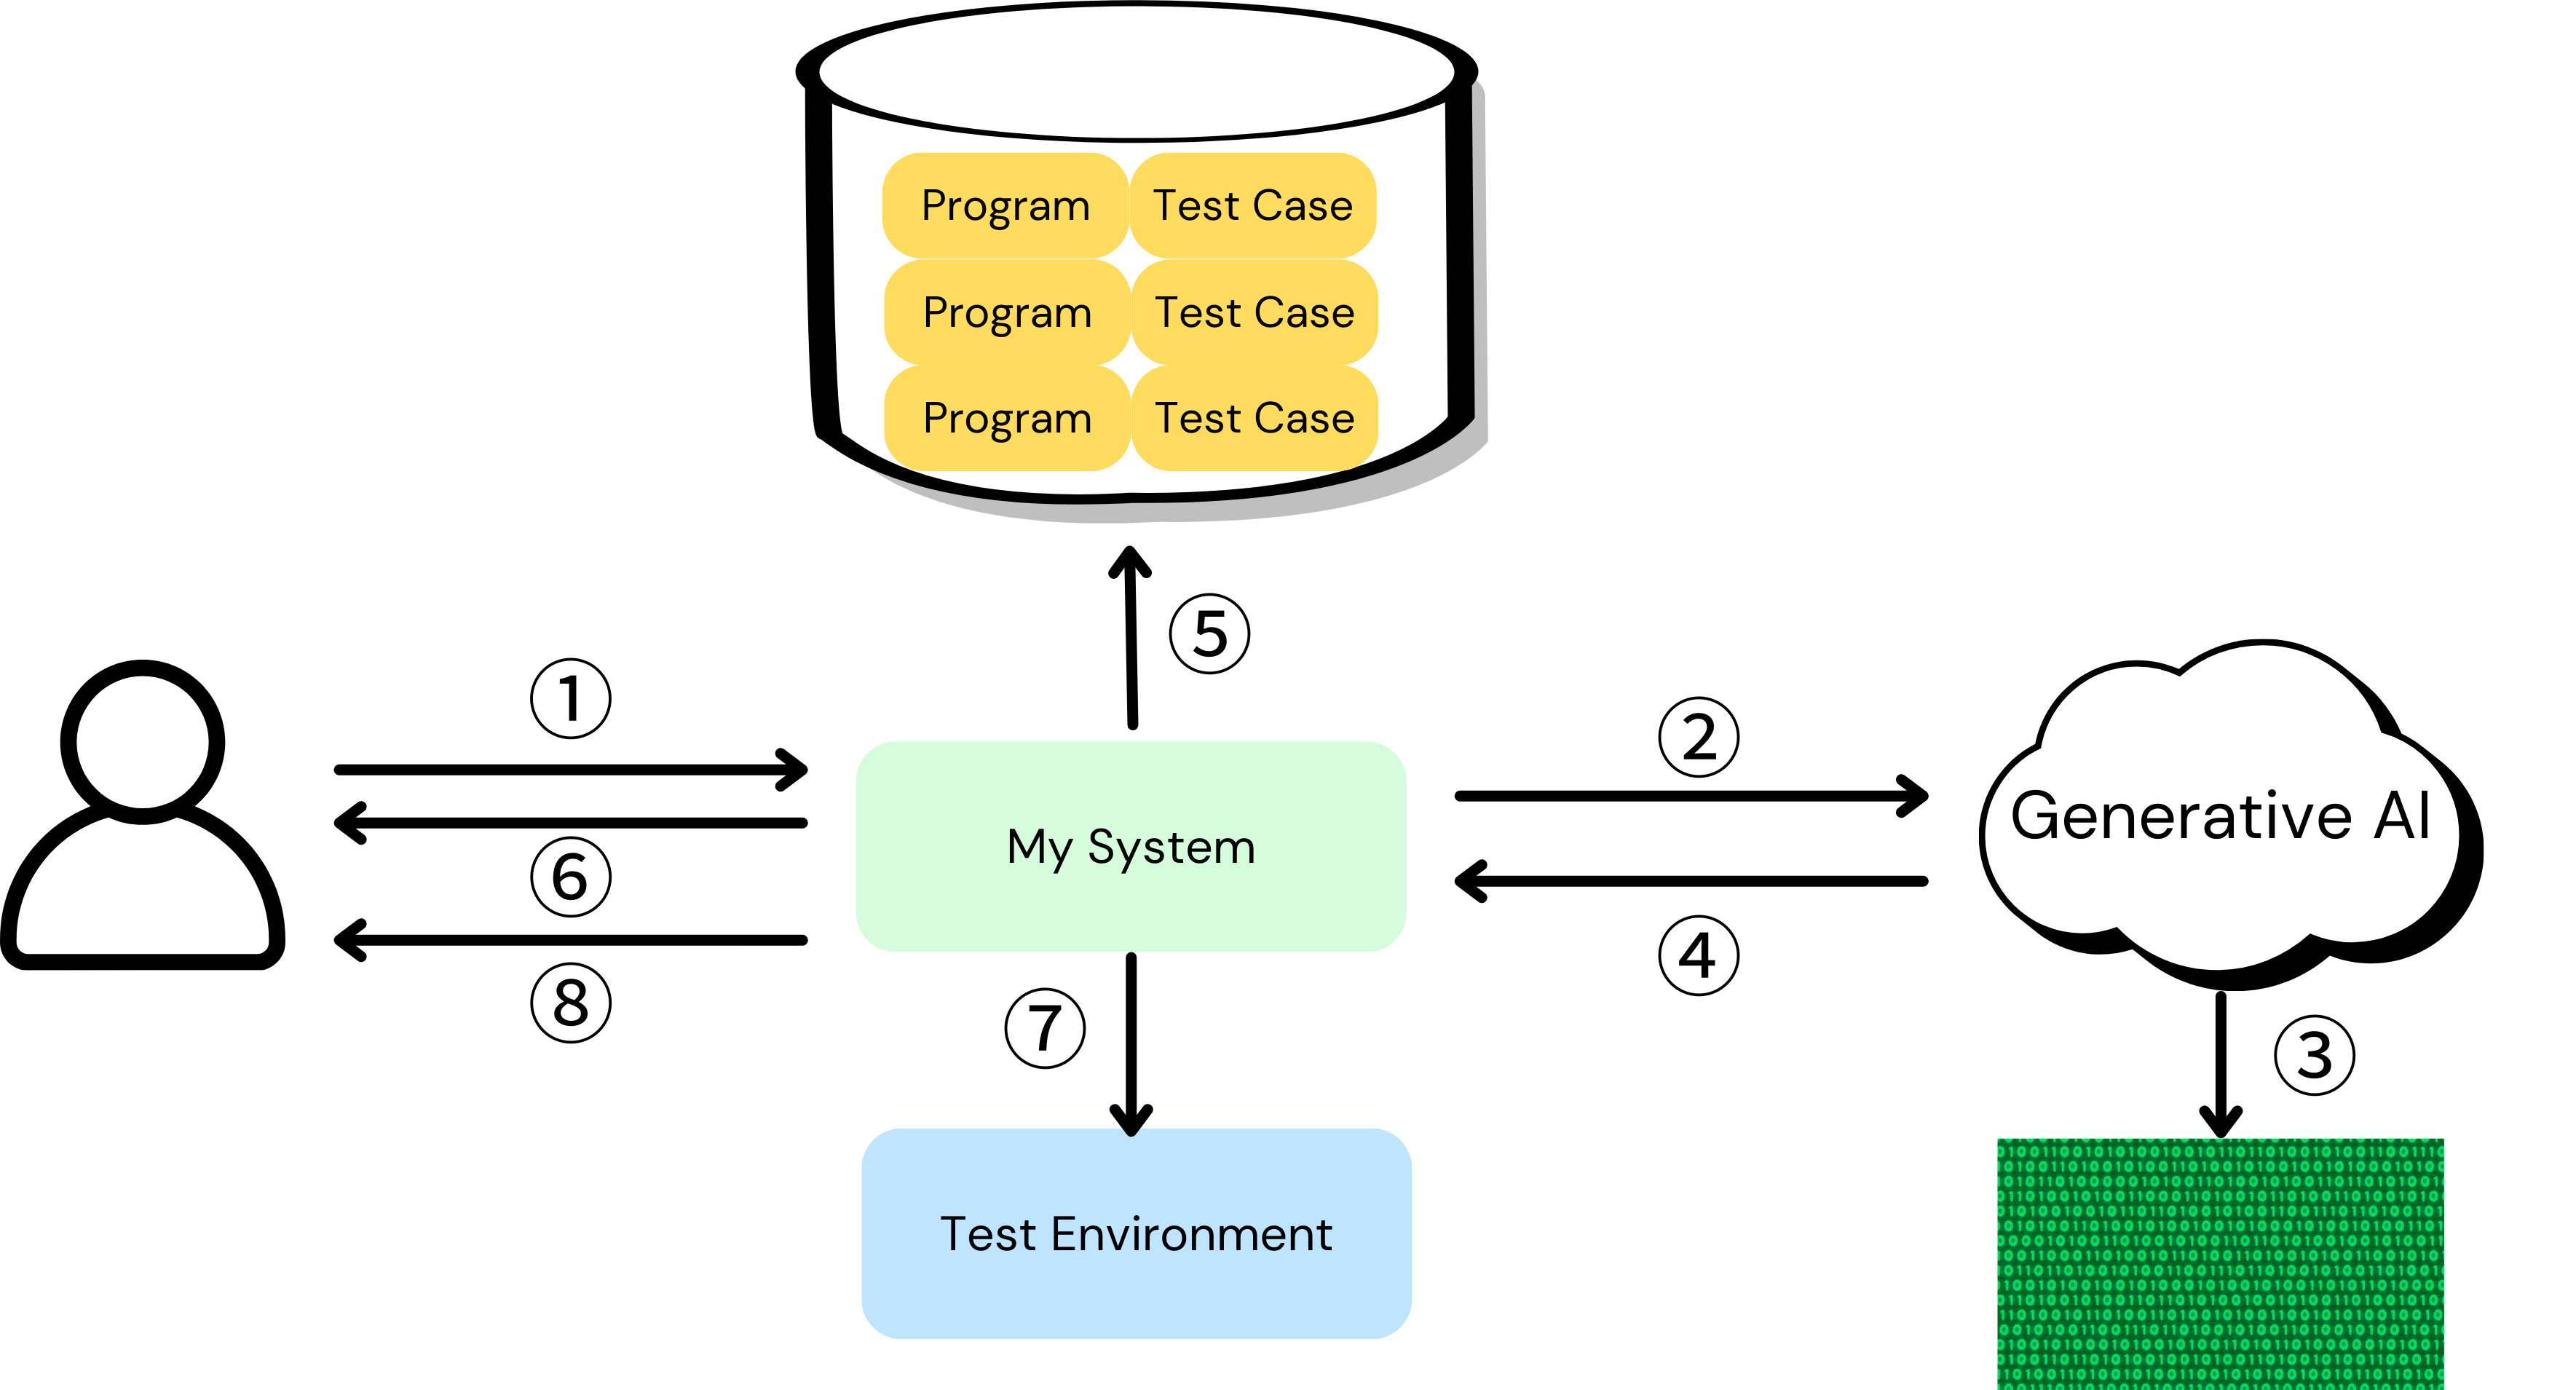 Program Test Case
Program Test Case
Program Test Case
⑤
①
②
Generative AI
My System
⑥
④
⑧
⑦
③
Test Environment